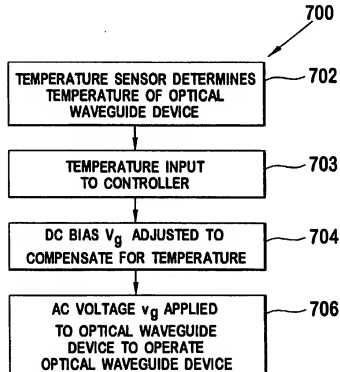 700
TEMPERATURE SENSOR DETERMINES
TEMPERATURE OF OPTICAL
WAVEGUIDE DEVICE
702
TEMPERATURE INPUT
TO CONTROLLER
703
DC BIAS Vg ADJUSTED TO
COMPENSATE FOR TEMPERATURE
704
AC VOLTAGE vg APPLIED
TO OPTICAL WAVEGUIDE
DEVICE TO OPERATE
OPTICAL WAVEGUIDE DEVICE
706